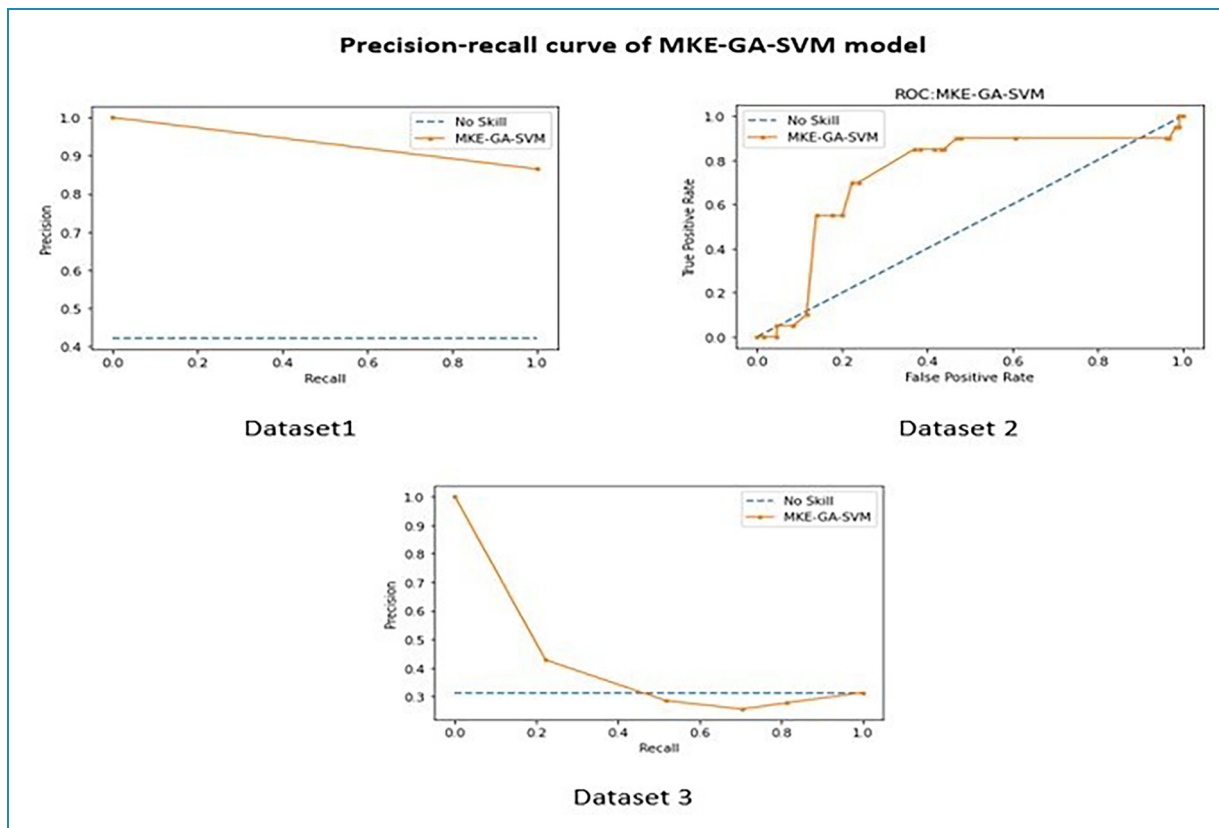 Precision-recall curve of MKE-GA-SVM model
1.0
0.9
0.8
0.7
0.6
0.5
0.4
Precision
No Skill
MKE-GA-SVM
0.0 0.2 0.4 0.6 0.8 1.0
Recall
Dataset1
ROC:MKE-GA-SVM
1.0
0.8
0.6
0.4
0.2
0.0
True Positive Rate
No Skill
MKE-GA-SVM
0.0 0.2 0.4 0.6 0.8 1.0
False Positive Rate
Dataset 2
1.0
0.9
0.8
0.7
0.6
0.5
0.4
0.3
Precision
No Skill
MKE-GA-SVM
0.0 0.2 0.4 0.6 0.8 1.0
Recall
Dataset 3